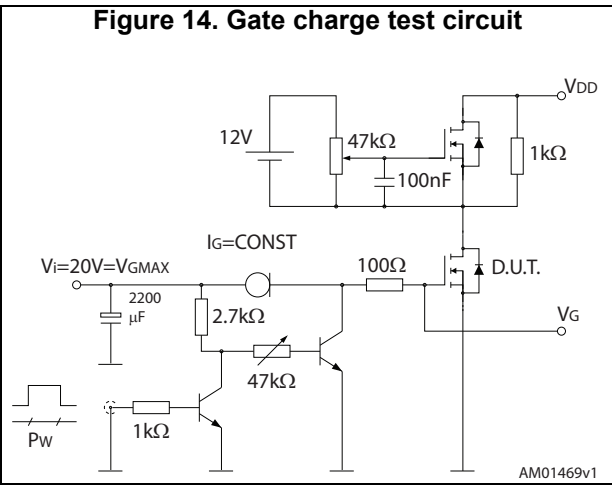 Figure 14. Gate charge test circuit
VDD
12V
47kΩ
1kΩ
100nF
IG=CONST
Vi=20V=VGMAX
100Ω
D.U.T.
2200
μF
2.7kΩ
VG
47kΩ
1kΩ
PW
AM01469v1